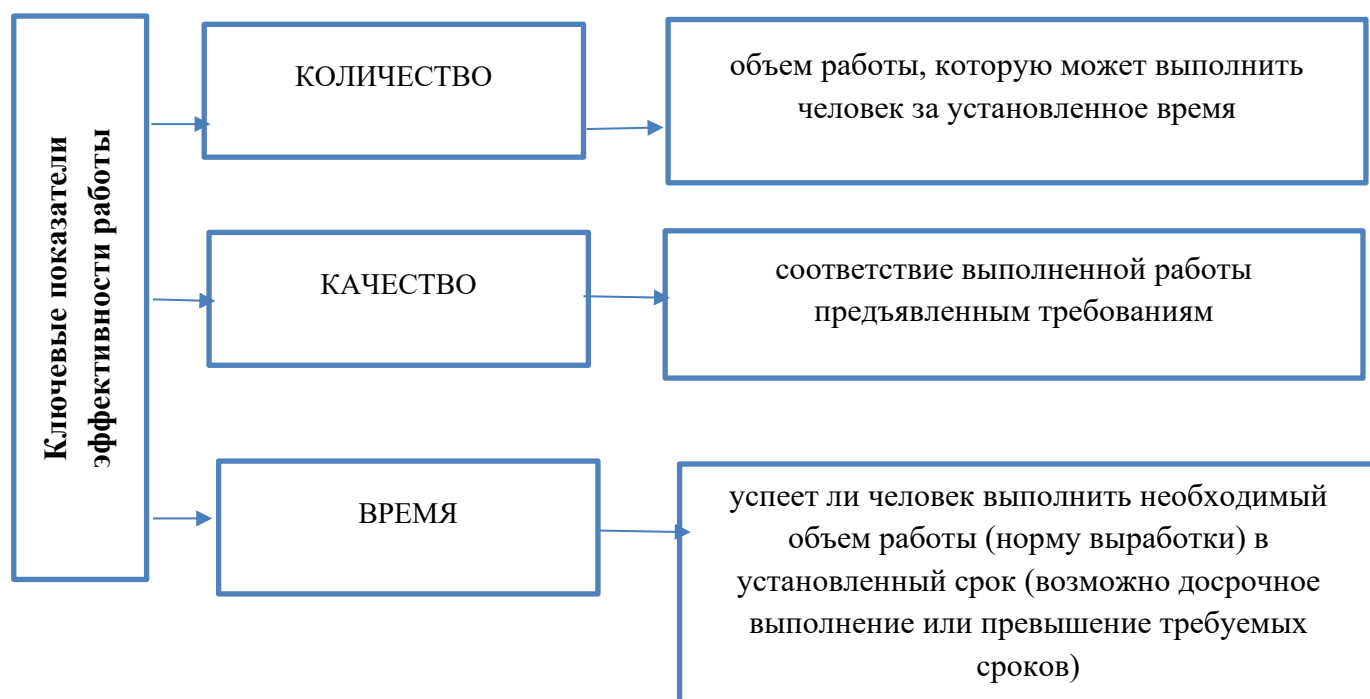 Ключевые показатели
эффективности работы
КОЛИЧЕСТВО
объем работы, которую может выполнить
человек за установленное время
КАЧЕСТВО
соответствие выполненной работы
предъявленным требованиям
ВРЕМЯ
успеет ли человек выполнить необходимый
объем работы (норму выработки) в
установленный срок (возможно досрочное
выполнение или превышение требуемых
сроков)